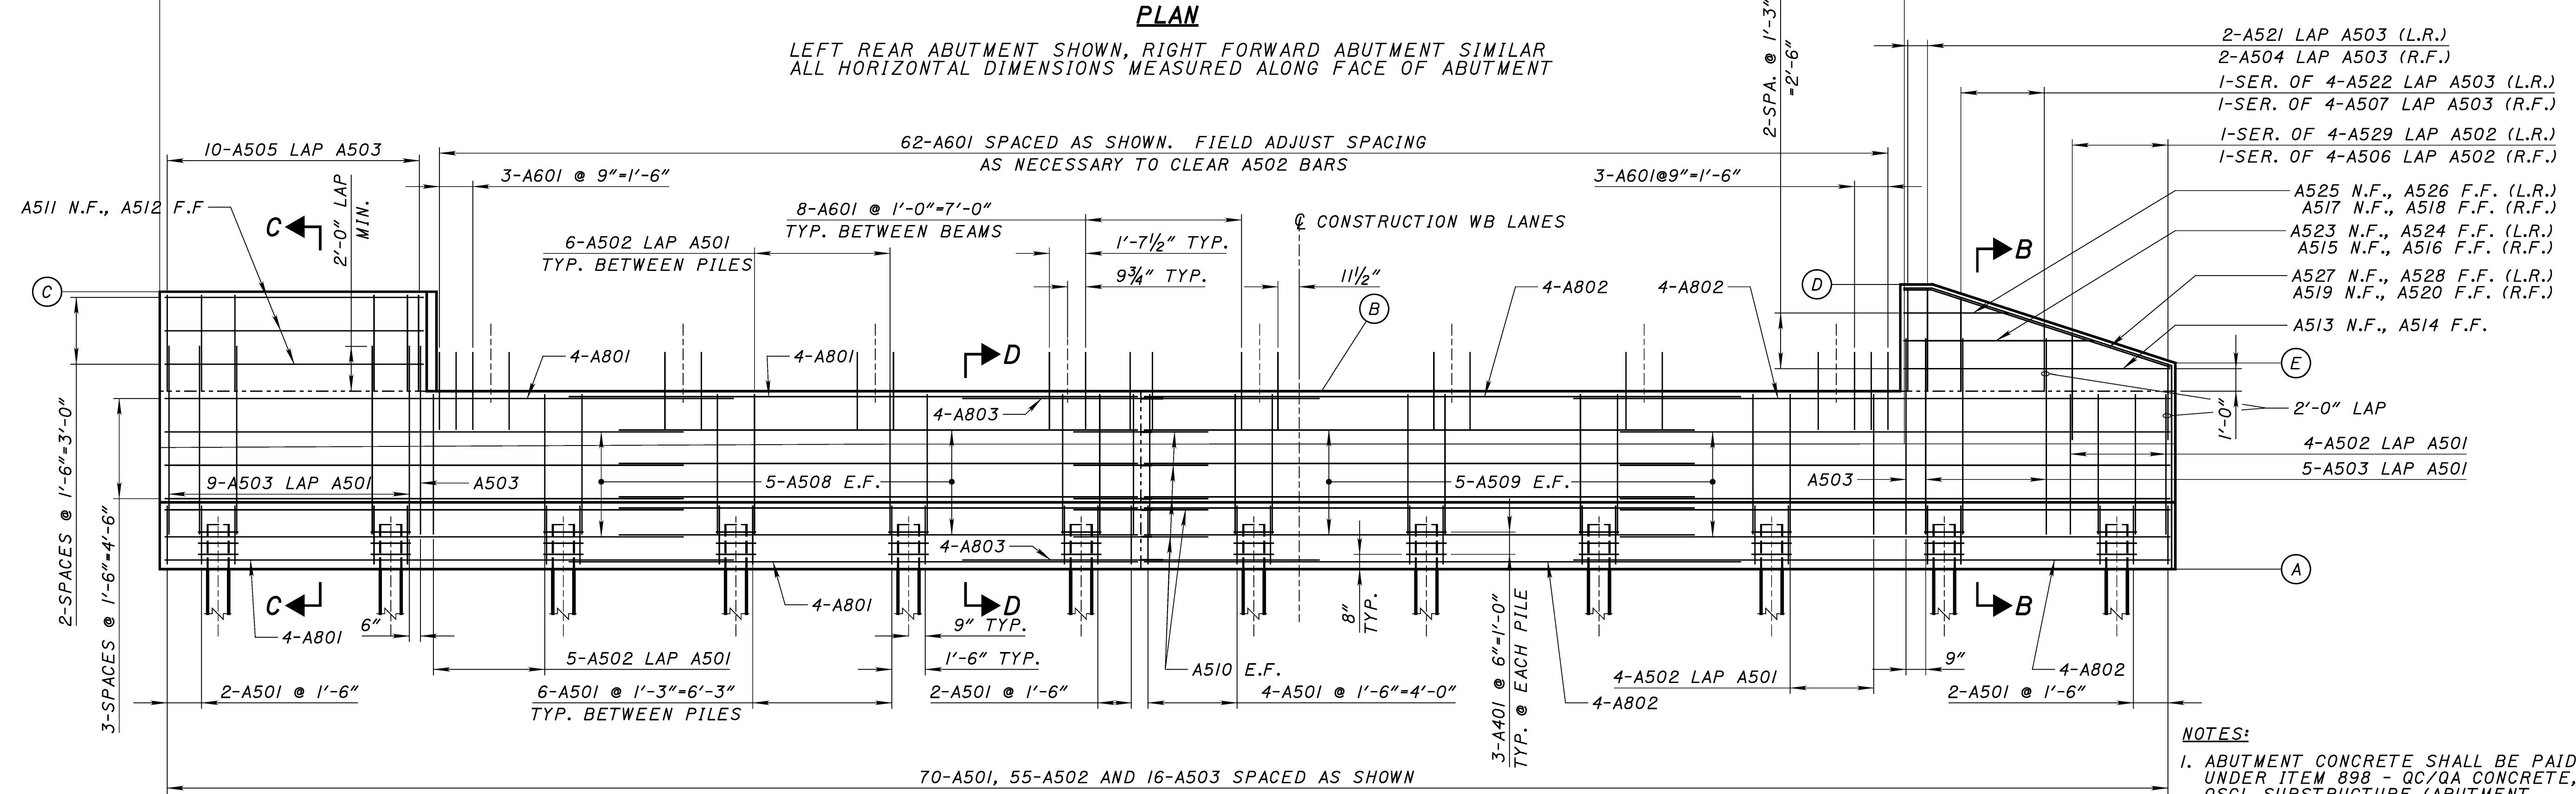 PLAN
LEFT REAR ABUTMENT SHOWN, RIGHT FORWARD ABUTMENT SIMILAR
ALL HORIZONTAL DIMENSIONS MEASURED ALONG FACE OF ABUTMENT
2-SPA. @ 1'-3"
=2'-6"
2-A521 LAP A503 (L.R.)
2-A504 LAP A503 (R.F.)
1-SER. OF 4-A522 LAP A503 (L.R.)
1-SER. OF 4-A507 LAP A503 (R.F.)
1-SER. OF 4-A529 LAP A502 (L.R.)
1-SER. OF 4-A506 LAP A502 (R.F.)
A525 N.F., A526 F.F. (L.R.)
A517 N.F., A518 F.F. (R.F.)
A523 N.F., A524 F.F. (L.R.)
A515 N.F., A516 F.F. (R.F.)
A527 N.F., A528 F.F. (L.R.)
A519 N.F., A520 F.F. (R.F.)
A513 N.F., A514 F.F.
10-A505 LAP A503
62-A601 SPACED AS SHOWN. FIELD ADJUST SPACING
AS NECESSARY TO CLEAR A502 BARS
3-A601 @ 9"=1'-6"
3-A601@9"=1'-6"
A511 N.F., A512 F.F
C
2'-0" LAP
MIN.
8-A601 @ 1'-0"=7'-0"
TYP. BETWEEN BEAMS
℄ CONSTRUCTION WB LANES
6-A502 LAP A501
TYP. BETWEEN PILES
1'-7½" TYP.
9¾" TYP.
11½"
B
C
B
4-A802
4-A802
D
4-A801
4-A801
D
4-A803
E
1'-0"
2'-0" LAP
4-A502 LAP A501
5-A503 LAP A501
9-A503 LAP A501
A503
5-A508 E.F.
5-A509 E.F.
A503
4-A803
A
2-SPACES @ 1'-6"=3'-0"
3-SPACES @ 1'-6"=4'-6"
C
4-A801
6"
4-A801
D
9" TYP.
8"
TYP.
3-A401 @ 6"=1'-0"
TYP. @ EACH PILE
B
5-A502 LAP A501
1'-6" TYP.
A510 E.F.
4-A502 LAP A501
9"
4-A802
2-A501 @ 1'-6"
6-A501 @ 1'-3"=6'-3"
TYP. BETWEEN PILES
2-A501 @ 1'-6"
4-A501 @ 1'-6"=4'-0"
4-A802
2-A501 @ 1'-6"
70-A501, 55-A502 AND 16-A503 SPACED AS SHOWN
NOTES:
1. ABUTMENT CONCRETE SHALL BE PAID
UNDER ITEM 898 - QC/QA CONCRETE,
QSC1, SUBSTRUCTURE (ABUTMENT